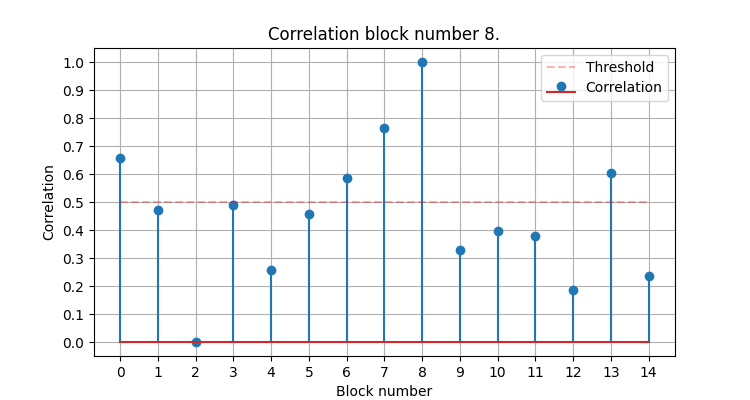 Correlation block number 8.
Threshold
Correlation
Correlation
1.0
0.9
0.8
0.7
0.6
0.5
0.4
0.3
0.2
0.1
0.0
0 1 2 3 4 5 6 7 8 9 10 11 12 13 14
Block number